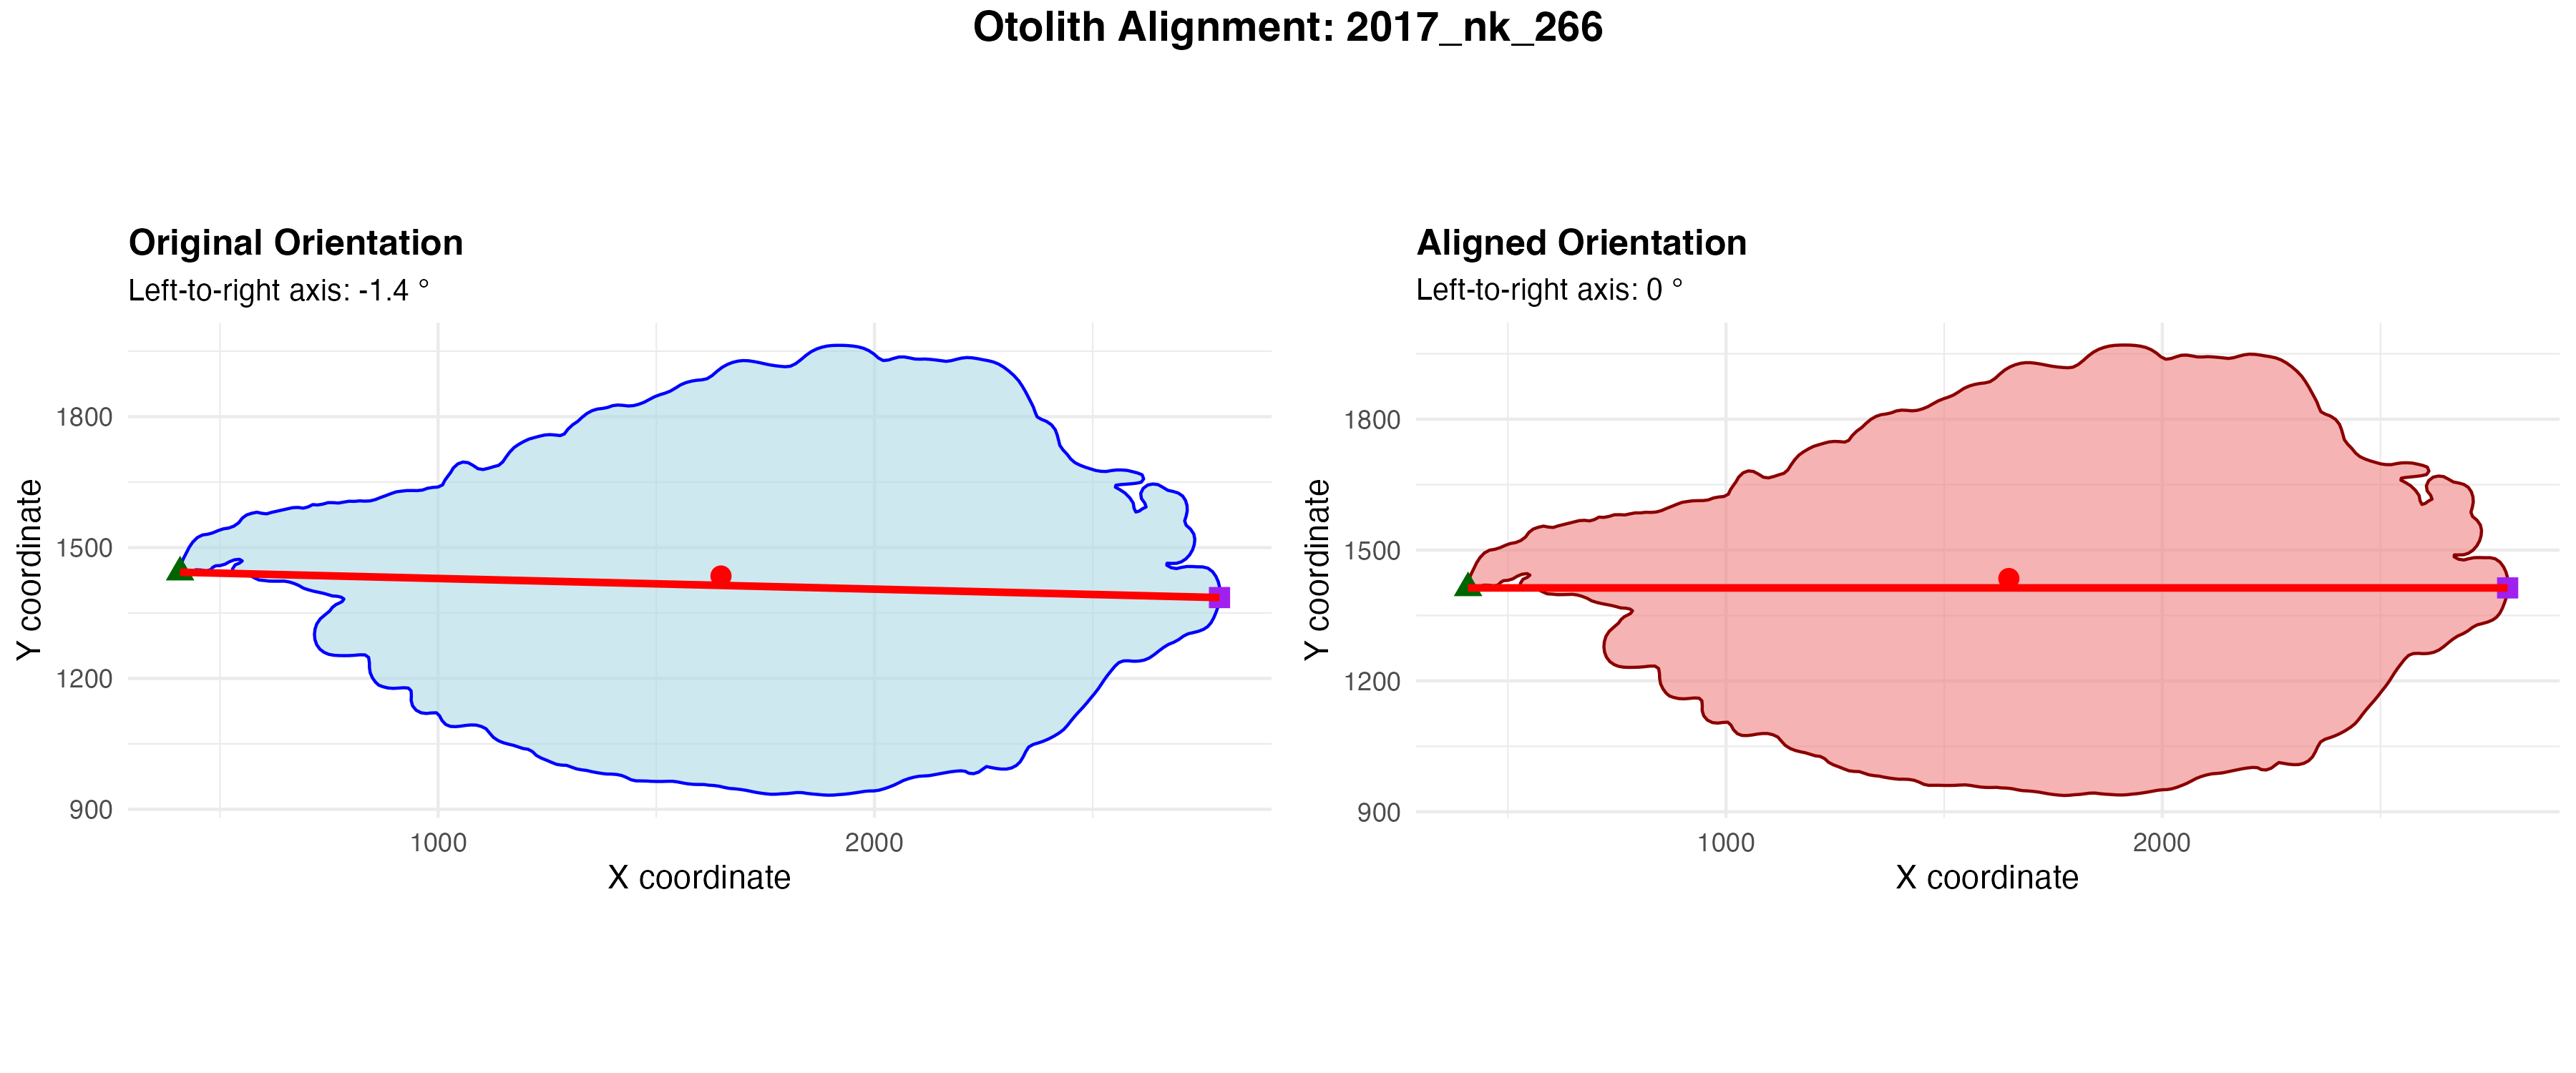 Otolith Alignment: 2017_nk_266
Original Orientation
Left-to-right axis: -1.4 °
1800
1500
1200
900
Y coordinate
1000
2000
X coordinate
Aligned Orientation
Left-to-right axis: 0 °
1800
1500
1200
900
Y coordinate
1000
2000
X coordinate